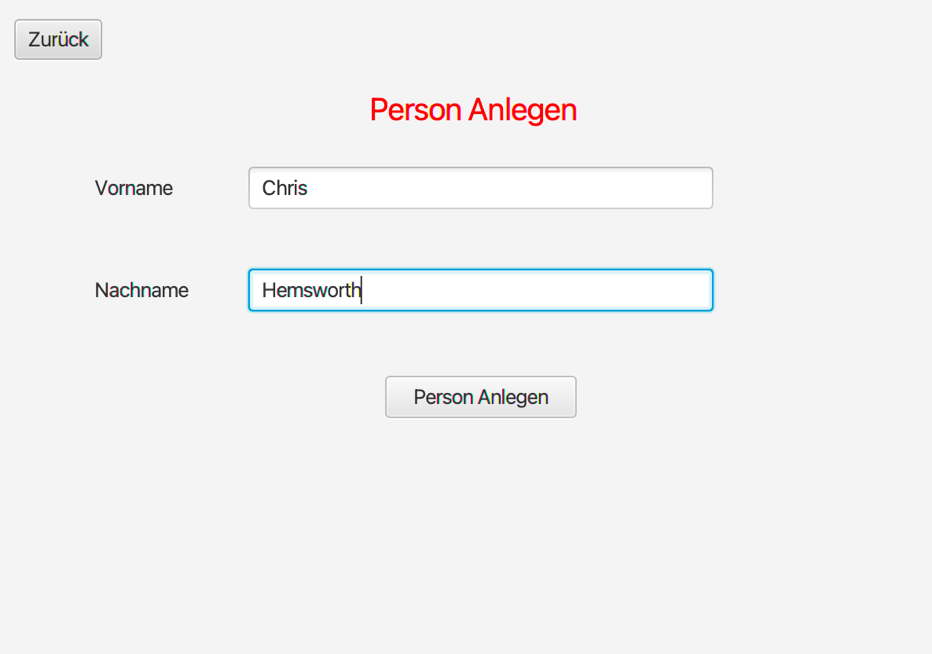 Zurück
Person Anlegen
Vorname Chris
Nachname Hemsworth
Person Anlegen